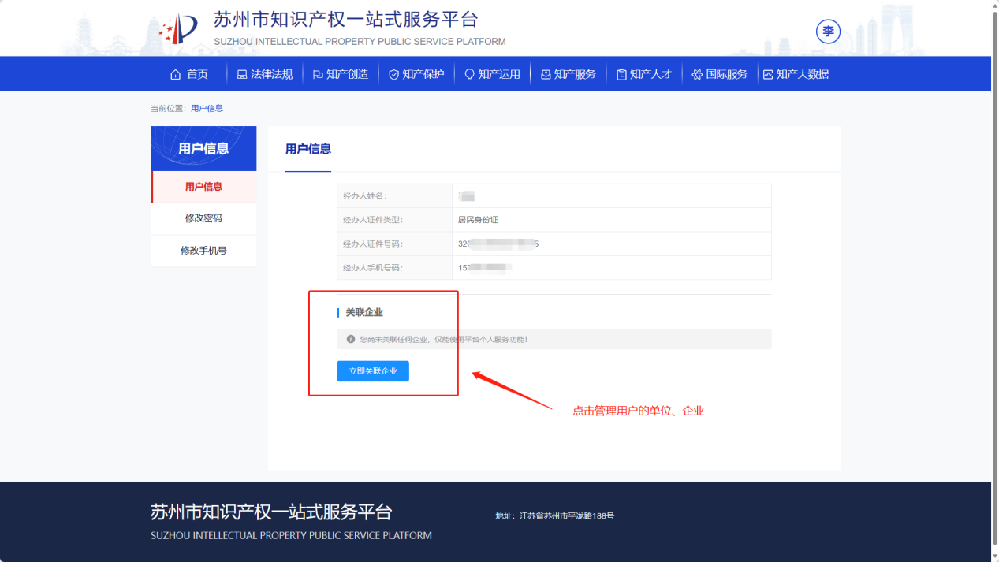 苏州市知识产权一站式服务平台
SUZHOU INTELLECTUAL PROPERTY PUBLIC SERVICE PLATFORM
李
首页 法律法规 知产创造 知产保护 知产运用 知产服务 知产人才 国际服务 知产大数据
当前位置：用户信息
用户信息
用户信息
修改密码
修改手机号
用户信息
经办人姓名：
经办人证件类型： 居民身份证
经办人证件号码： 320 5
经办人手机号码： 157
关联企业
您尚未关联任何企业，仅能使用平台个人服务功能！
立即关联企业
点击管理用户的单位、企业
苏州市知识产权一站式服务平台
SUZHOU INTELLECTUAL PROPERTY PUBLIC SERVICE PLATFORM
地址：江苏省苏州市平泷路188号